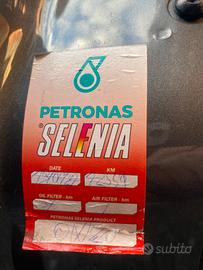 PETRONAS
SELENIA
DATE
KM
OIL FILTER - km
AIR FILTER - km
PETRONAS SELENIA PRODUCT
subito